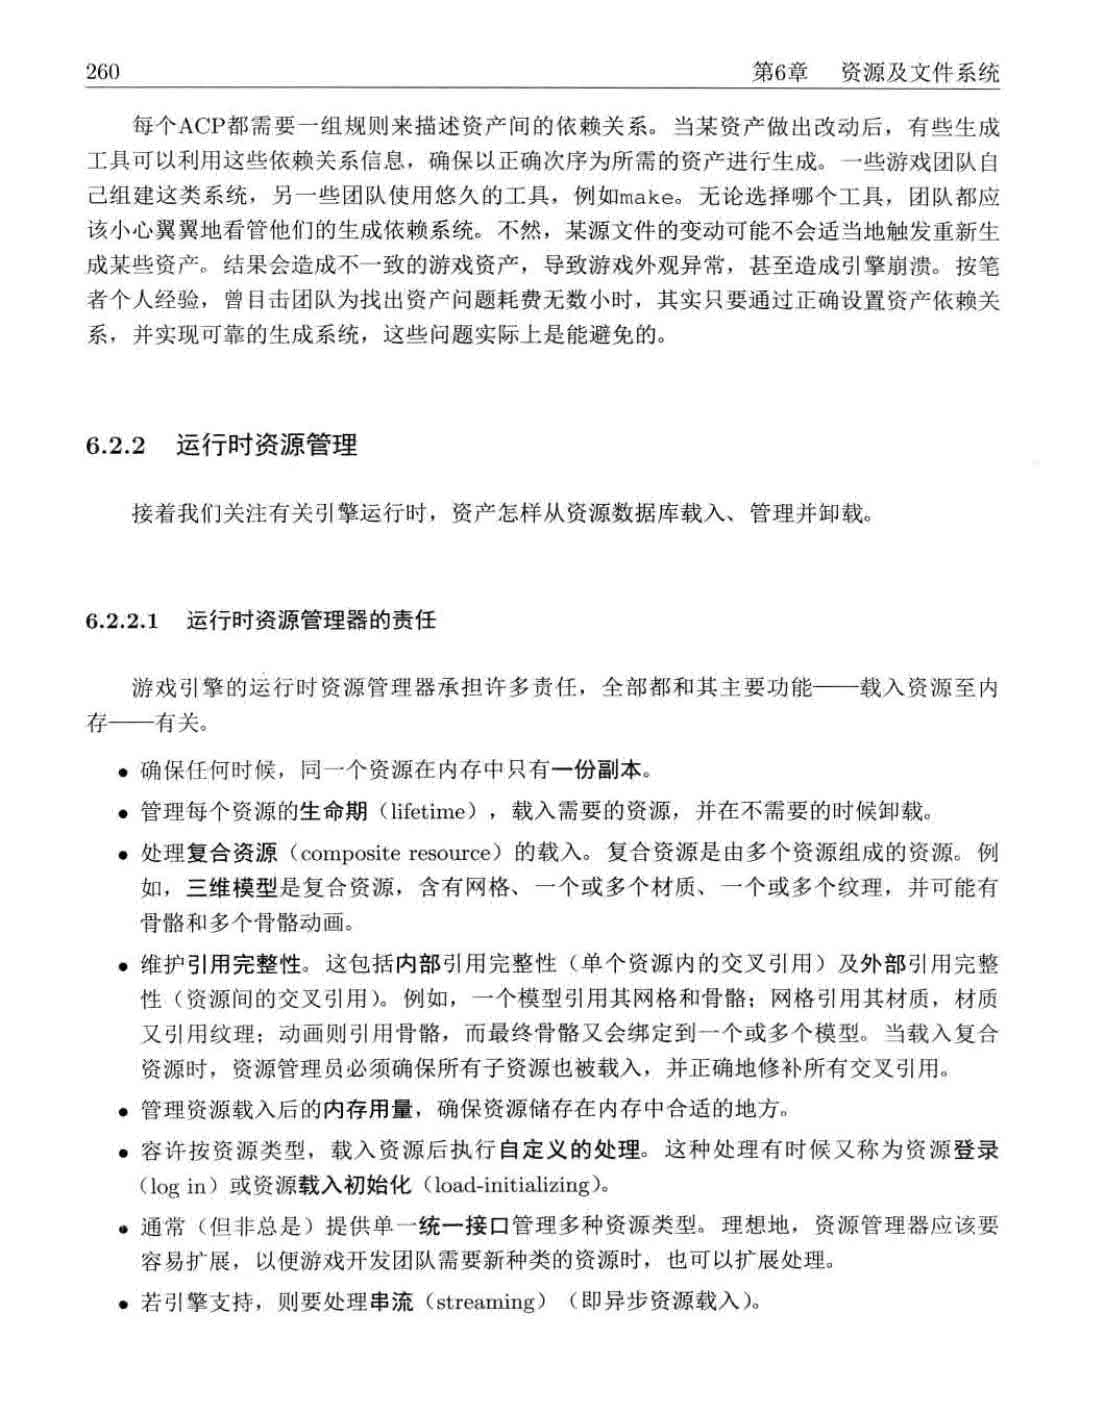 260
第6章 资源及文件系统
每个ACP都需要一组规则来描述资产间的依赖关系。当某资产做出改动后，有些生成
工具可以利用这些依赖关系信息，确保以正确次序为所需的资产进行生成。一些游戏团队自
己组建这类系统，另一些团队使用悠久的工具，例如make。无论选择哪个工具，团队都应
该小心翼翼地看管他们的生成依赖系统。不然，某源文件的变动可能不会适当地触发重新生
成某些资产。结果会造成不一致的游戏资产，导致游戏外观异常，甚至造成引擎崩溃。按笔
者个人经验，曾目击团队为找出资产问题耗费无数小时，其实只要通过正确设置资产依赖关
系，并实现可靠的生成系统，这些问题实际上是能避免的。
6.2.2 运行时资源管理
接着我们关注有关引擎运行时，资产怎样从资源数据库载入、管理并卸载。
6.2.2.1 运行时资源管理器的责任
游戏引擎的运行时资源管理器承担许多责任，全部都和其主要功能——载入资源至内
存——有关。
● 确保任何时候，同一个资源在内存中只有一份副本。
● 管理每个资源的生命期（lifetime），载入需要的资源，并在不需要的时候卸载。
● 处理复合资源（composite resource）的载入。复合资源是由多个资源组成的资源。例
如，三维模型是复合资源，含有网格、一个或多个材质、一个或多个纹理，并可能有
骨骼和多个骨骼动画。
● 维护引用完整性。这包括内部引用完整性（单个资源内的交叉引用）及外部引用完整
性（资源间的交叉引用）。例如，一个模型引用其网格和骨骼；网格引用其材质，材质
又引用纹理；动画则引用骨骼，而最终骨骼又会绑定到一个或多个模型。当载入复合
资源时，资源管理员必须确保所有子资源也被载入，并正确地修补所有交叉引用。
● 管理资源载入后的内存用量，确保资源储存在内存中合适的地方。
● 容许按资源类型，载入资源后执行自定义的处理。这种处理有时候又称为资源登录
（log in）或资源载入初始化（load-initializing）。
● 通常（但非总是）提供单一统一接口管理多种资源类型。理想地，资源管理器应该要
容易扩展，以便游戏开发团队需要新种类的资源时，也可以扩展处理。
● 若引擎支持，则要处理串流（streaming）（即异步资源载入）。